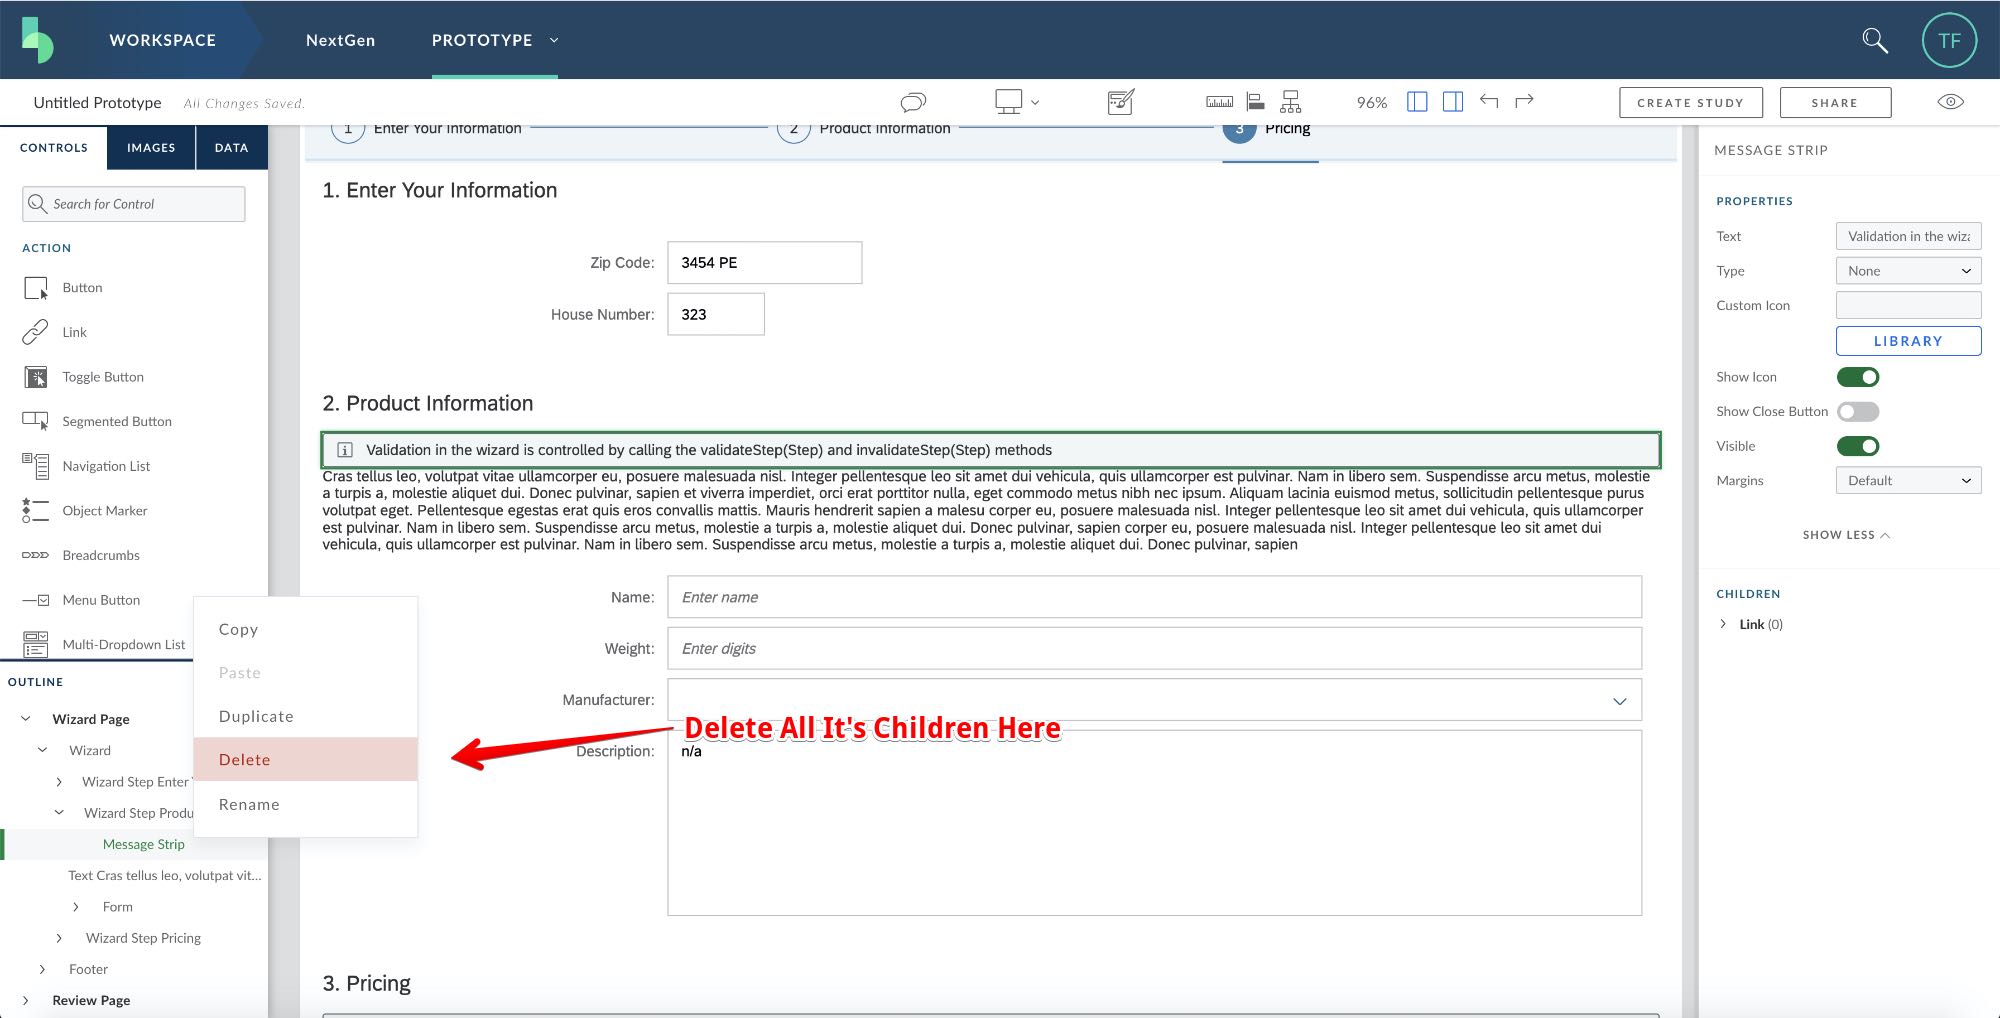 WORKSPACE
NextGen
PROTOTYPE
TF
Untitled Prototype
All Changes Saved.
96%
CREATE STUDY
SHARE
CONTROLS
IMAGES
DATA
Search for Control
ACTION
Button
Link
Toggle Button
Segmented Button
Navigation List
Object Marker
Breadcrumbs
Menu Button
Multi-Dropdown List
OUTLINE
Wizard Page
Wizard
Wizard Step Enter
Wizard Step Produ
Message Strip
Text Cras tellus leo, volutpat vit...
Form
Wizard Step Pricing
Footer
Review Page
Copy
Paste
Duplicate
Delete
Rename
1 Enter Your Information
2 Product Information
3 Pricing
1. Enter Your Information
Zip Code: 3454 PE
House Number: 323
2. Product Information
Validation in the wizard is controlled by calling the validateStep(Step) and invalidateStep(Step) methods
Cras tellus leo, volutpat vitae ullamcorper eu, posuere malesuada nisl. Integer pellentesque leo sit amet dui vehicula, quis ullamcorper est pulvinar. Nam in libero sem. Suspendisse arcu metus, molestie
a turpis a, molestie aliquet dui. Donec pulvinar, sapien et viverra imperdiet, orci erat porttitor nulla, eget commodo metus nibh nec ipsum. Aliquam lacinia euismod metus, sollicitudin pellentesque purus
volutpat eget. Pellentesque egestas erat quis eros convallis mattis. Mauris hendrerit sapien a malesu corper eu, posuere malesuada nisl. Integer pellentesque leo sit amet dui vehicula, quis ullamcorper
est pulvinar. Nam in libero sem. Suspendisse arcu metus, molestie a turpis a, molestie aliquet dui. Donec pulvinar, sapien corper eu, posuere malesuada nisl. Integer pellentesque leo sit amet dui
vehicula, quis ullamcorper est pulvinar. Nam in libero sem. Suspendisse arcu metus, molestie a turpis a, molestie aliquet dui. Donec pulvinar, sapien
Name: Enter name
Weight: Enter digits
Manufacturer:
Delete All It's Children Here
Description: n/a
3. Pricing
MESSAGE STRIP
PROPERTIES
Text Validation in the wiza
Type None
Custom Icon
LIBRARY
Show Icon
Show Close Button
Visible
Margins Default
SHOW LESS
CHILDREN
Link (0)